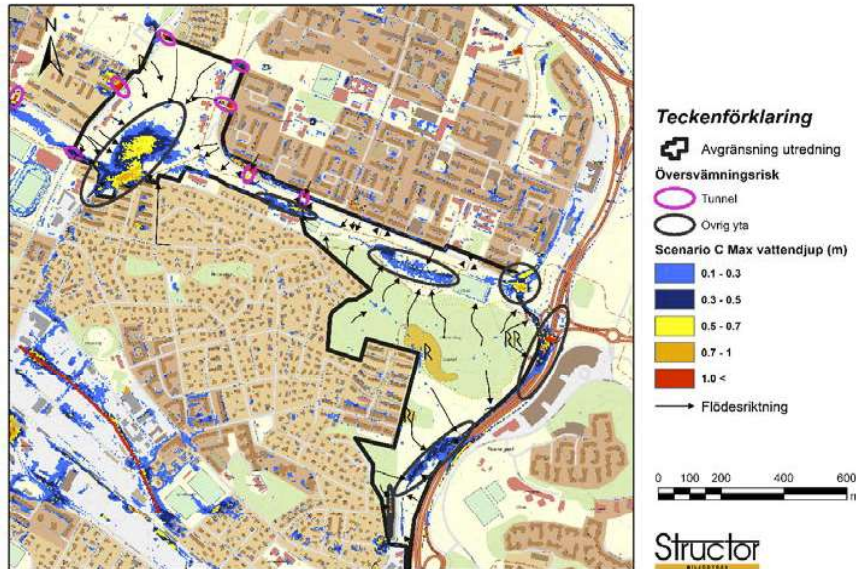 N
R
RR
Teckenförklaring
Avgränsning utredning
Översvämningsrisk
Tunnel
Övrig yta
Scenario C Max vattendjup (m)
0.1 - 0.3
0.3 - 0.5
0.5 - 0.7
0.7 - 1
1.0 <
Flödesriktning
0 200 400 600
m
Structor